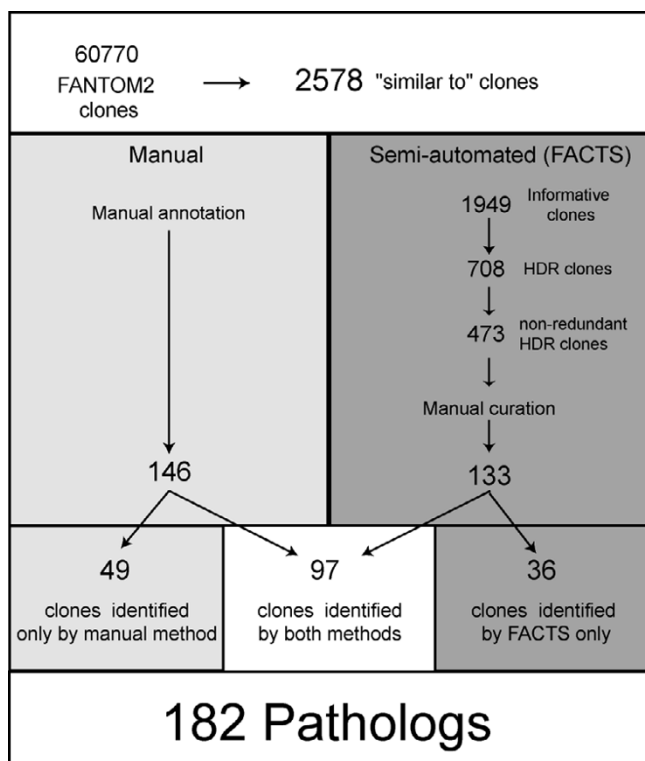 60770
FANTOM2
clones
2578 "similar to" clones
Manual
Manual annotation
146
Semi-automated (FACTS)
1949 Informative
clones
708 HDR clones
473 non-redundant
HDR clones
Manual curation
133
49
clones identified
only by manual method
97
clones identified
by both methods
36
clones identified
by FACTS only
182 Pathologs